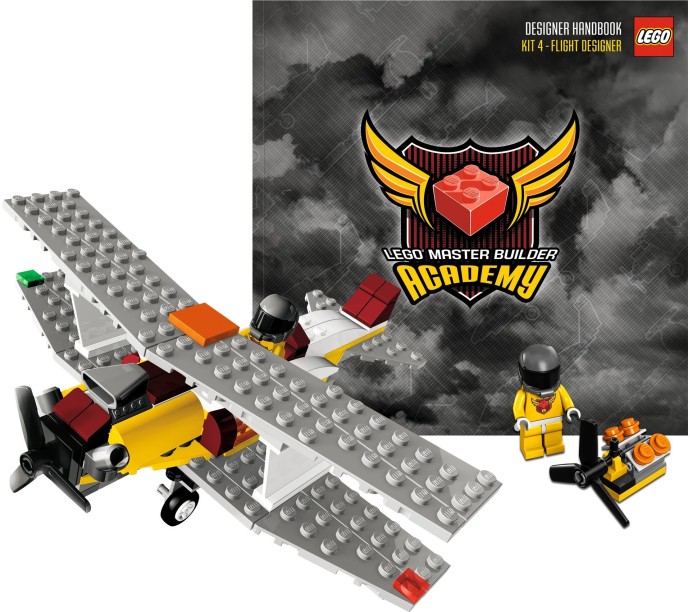 DESIGNER HANDBOOK
KIT 4 - FLIGHT DESIGNER
LEGO
LEGO MASTER BUILDER
ACADEMY